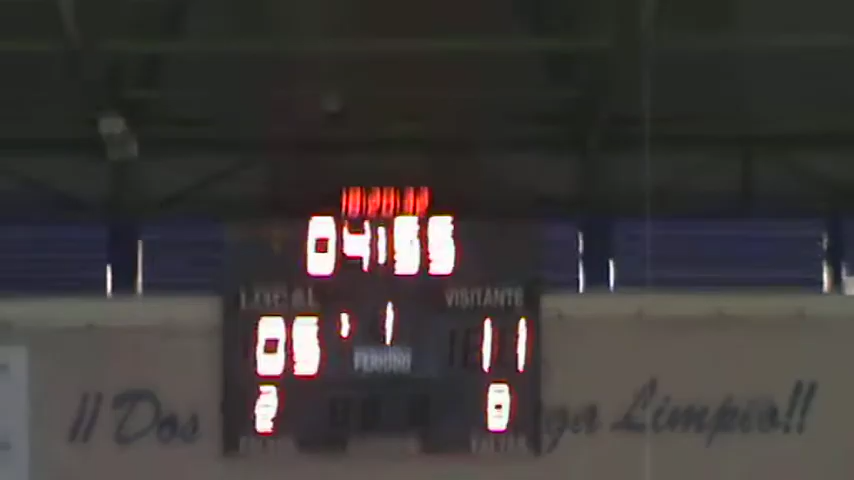 04:55
LOCAL VISITANTE
05 1 11
PERIODO
2 0
¡¡ Dos ga Limpio!!